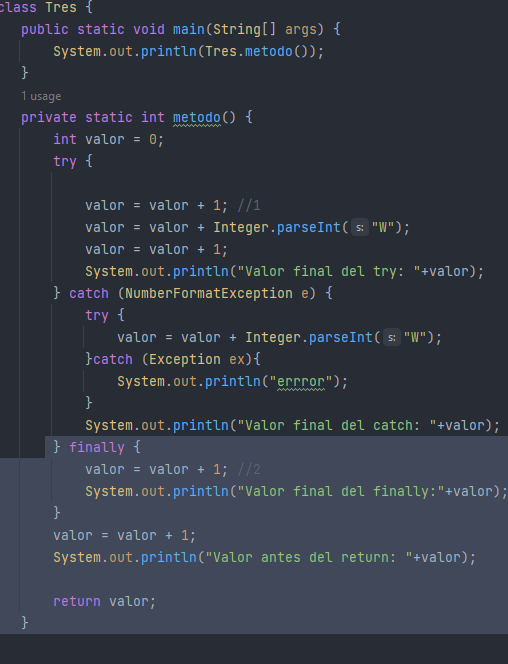 class Tres {
public static void main(String[] args) {
System.out.println(Tres.metodo());
}
1 usage
private static int metodo() {
int valor = 0;
try {
valor = valor + 1; //1
valor = valor + Integer.parseInt( s: "W");
valor = valor + 1;
System.out.println("Valor final del try: "+valor);
} catch (NumberFormatException e) {
try {
valor = valor + Integer.parseInt( s: "W");
}catch (Exception ex){
System.out.println("errror");
}
System.out.println("Valor final del catch: "+valor);
} finally {
valor = valor + 1; //2
System.out.println("Valor final del finally:"+valor);
}
valor = valor + 1;
System.out.println("Valor antes del return: "+valor);
return valor;
}